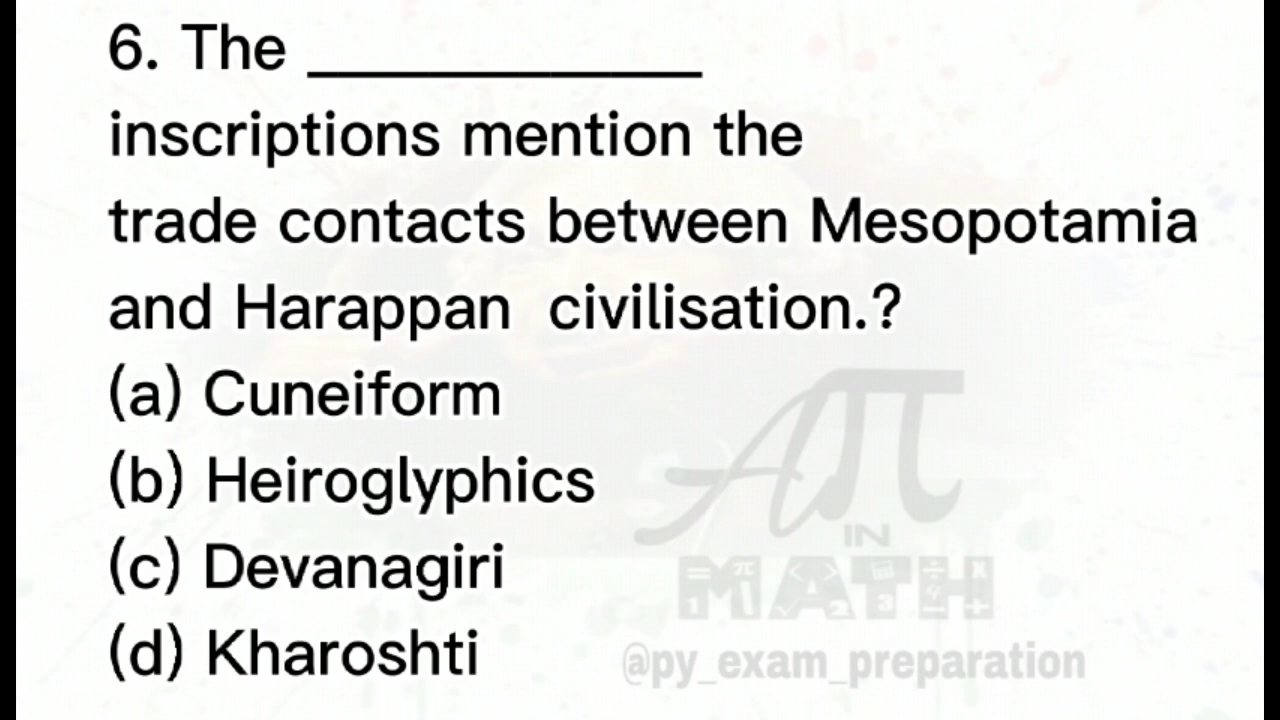 6. The ____________
inscriptions mention the
trade contacts between Mesopotamia
and Harappan  civilisation.?
(a) Cuneiform
(b) Heiroglyphics
(c) Devanagiri
(d) Kharoshti
Aπ
IN
MATH
@py_exam_preparation